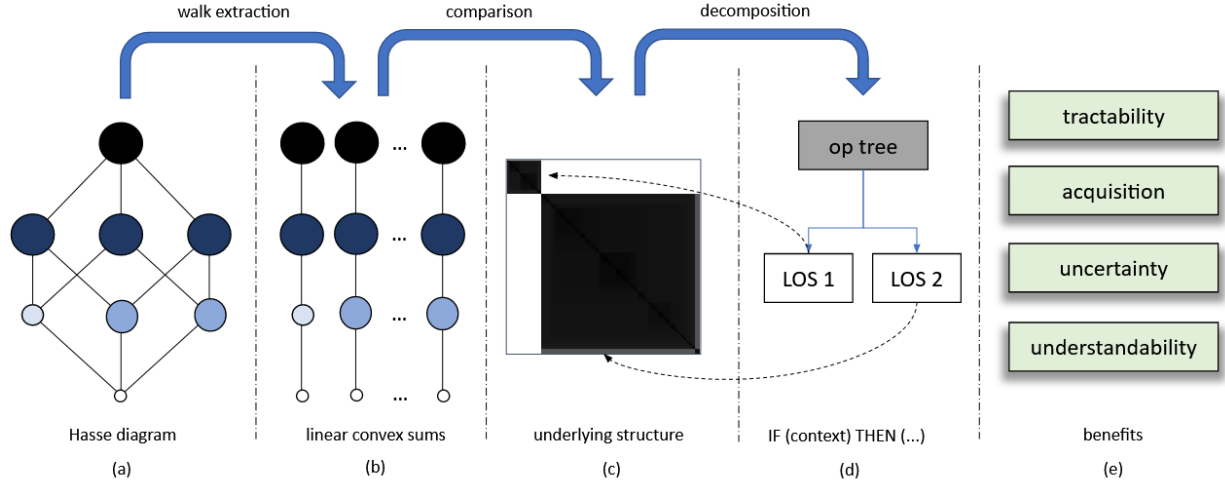 walk extraction
comparison
decomposition
...
...
...
...
op tree
LOS 1
LOS 2
tractability
acquisition
uncertainty
understandability
Hasse diagram
linear convex sums
underlying structure
IF (context) THEN (...)
benefits
(a)
(b)
(c)
(d)
(e)